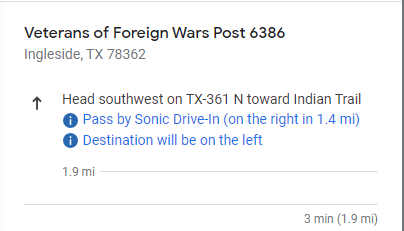 Veterans of Foreign Wars Post 6386
Ingleside, TX 78362
Head southwest on TX-361 N toward Indian Trail
Pass by Sonic Drive-In (on the right in 1.4 mi)
Destination will be on the left
1.9 mi
3 min (1.9 mi)